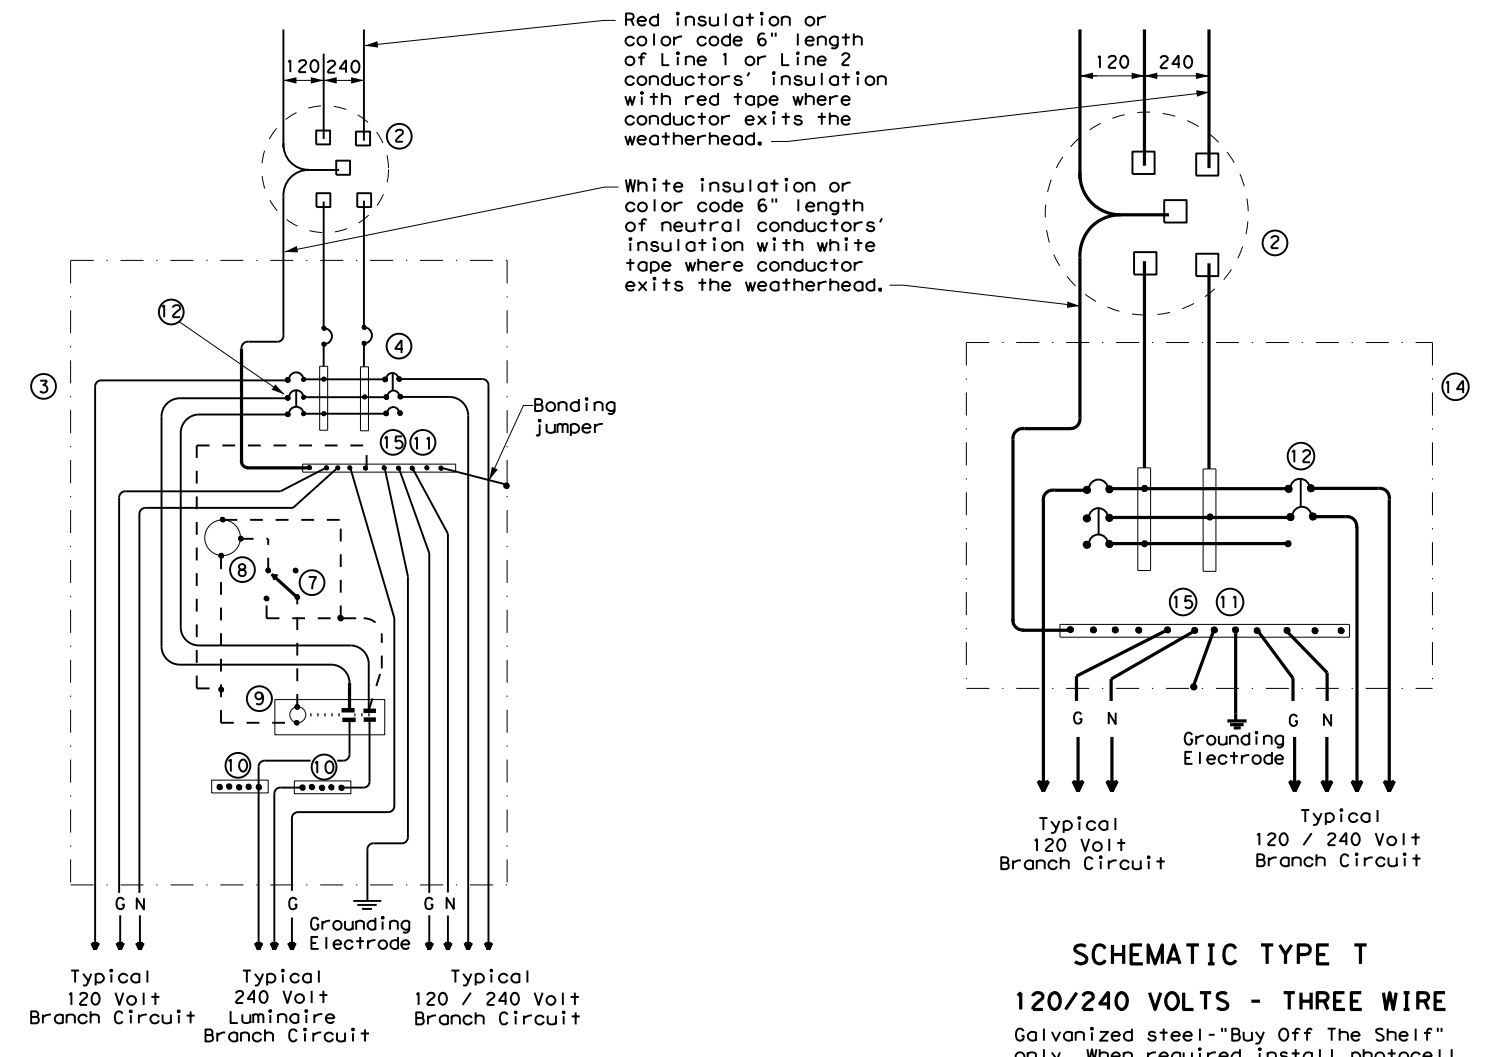 Red insulation or
color code 6" length
of Line 1 or Line 2
conductors' insulation
with red tape where
conductor exits the
weatherhead.
White insulation or
color code 6" length
of neutral conductors'
insulation with white
tape where conductor
exits the weatherhead.
120 240
2
12
4
3
Bonding
jumper
15 11
8
7
9
10 10
G N
G
G N
Grounding
Electrode
Typical
120 Volt
Branch Circuit
Typical
240 Volt
Luminaire
Branch Circuit
Typical
120 / 240 Volt
Branch Circuit
120 240
2
14
12
15 11
G N
G N
Grounding
Electrode
Typical
120 Volt
Branch Circuit
Typical
120 / 240 Volt
Branch Circuit
SCHEMATIC TYPE T
120/240 VOLTS - THREE WIRE
Galvanized steel-"Buy Off The Shelf"
only. When required install photocell